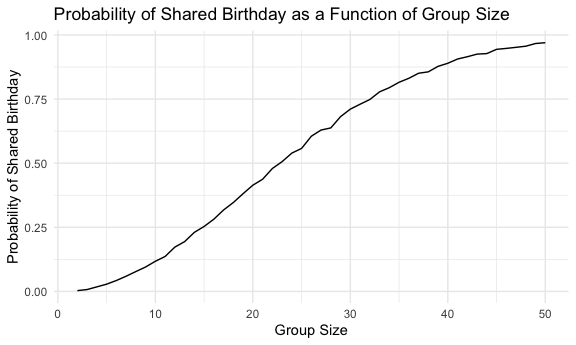 Probability of Shared Birthday as a Function of Group Size
1.00
0.75
0.50
0.25
0.00
Probability of Shared Birthday
0 10 20 30 40 50
Group Size